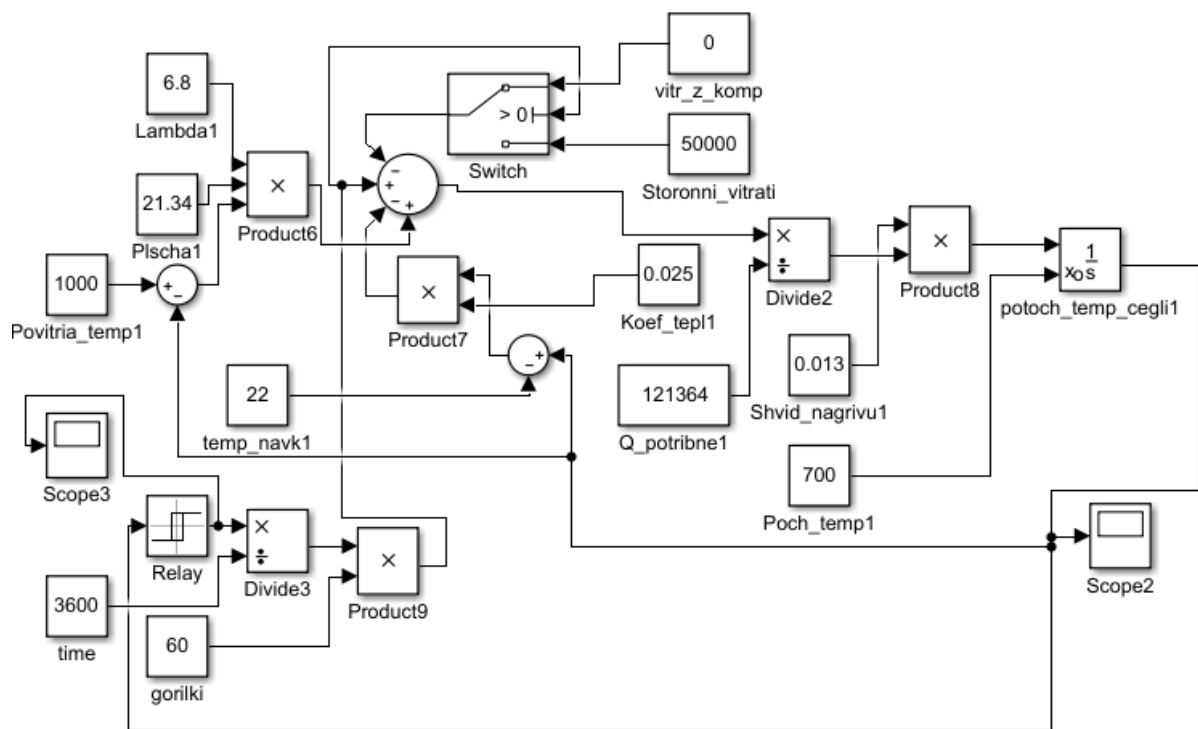 0
vitr_z_komp
6.8
Lambda1
> 0
Switch
50000
Storonni_vitrati
21.34
Plscha1
×
Product6
−
+
−
+
1000
Povitria_temp1
+
−
×
Product7
0.025
Koef_tepl1
×
÷
Divide2
×
Product8
1
s
xo
potoch_temp_cegli1
+
−
22
temp_navk1
121364
Q_potribne1
0.013
Shvid_nagrivu1
700
Poch_temp1
Scope3
Relay
×
÷
Divide3
×
Product9
Scope2
3600
time
60
gorilki